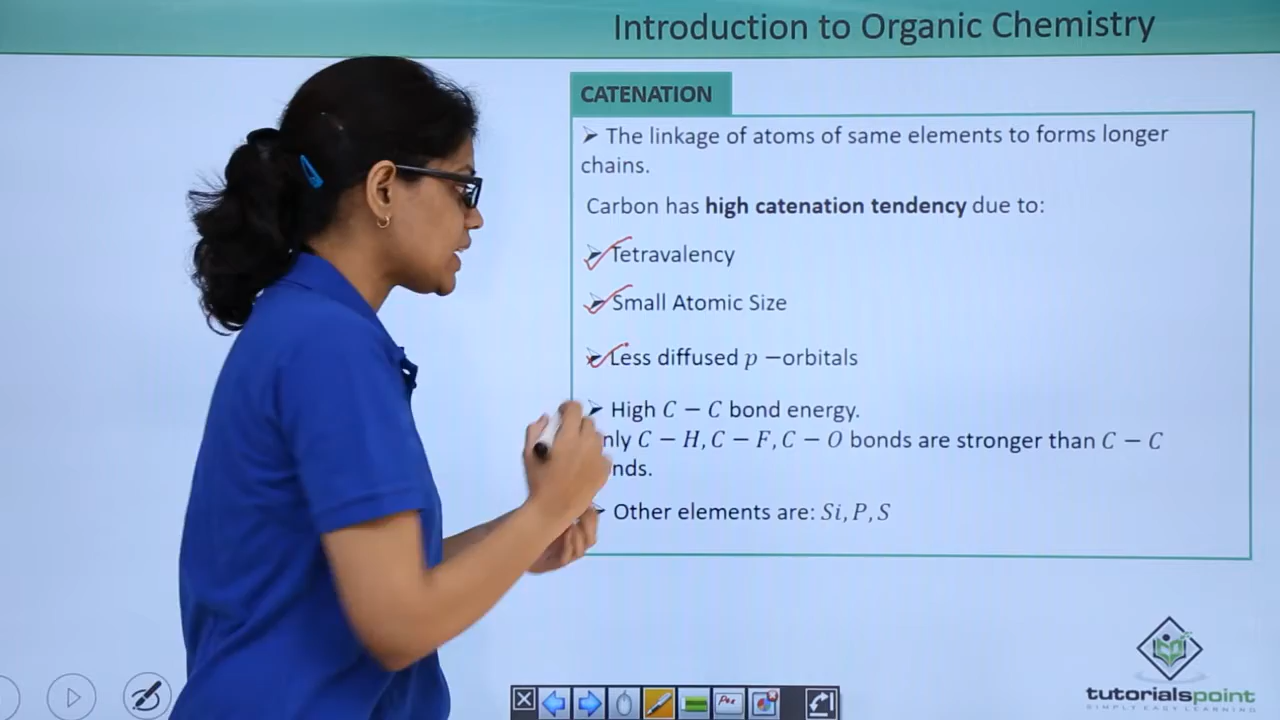 Introduction to Organic Chemistry
CATENATION
➤ The linkage of atoms of same elements to forms longer
chains.
Carbon has high catenation tendency due to:
➤ Tetravalency
➤ Small Atomic Size
➤ Less diffused p −orbitals
➤ High C − C bond energy.
nly C − H, C − F, C − O bonds are stronger than C − C
nds.
➤ Other elements are: Si, P, S
tutorialspoint
SIMPLY EASY LEARNING